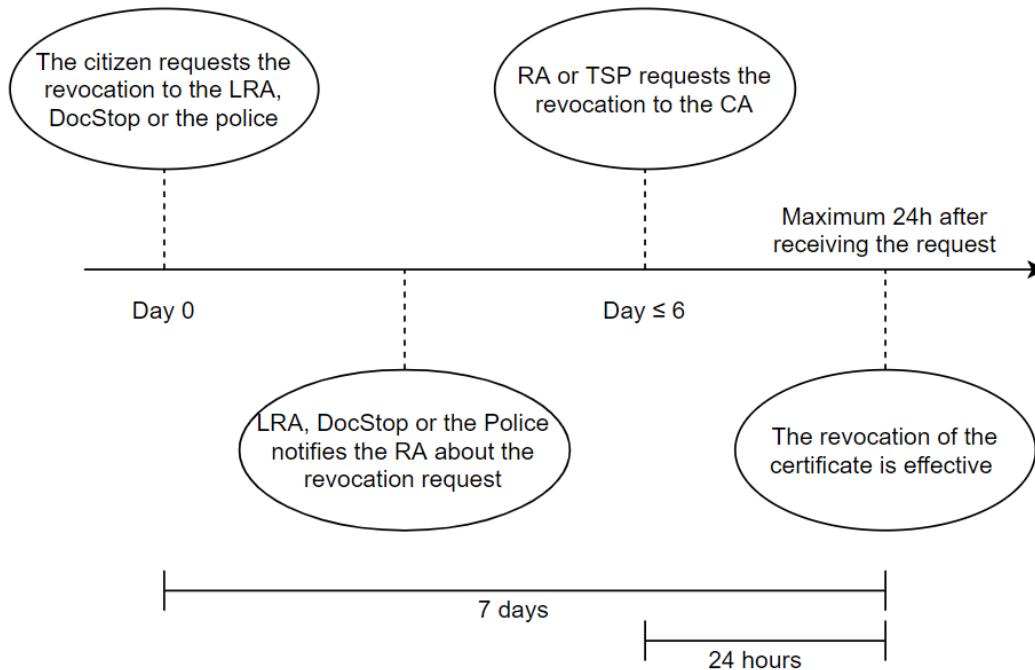 The citizen requests the
revocation to the LRA,
DocStop or the police
RA or TSP requests the
revocation to the CA
Maximum 24h after
receiving the request
Day 0
Day ≤ 6
LRA, DocStop or the Police
notifies the RA about the
revocation request
The revocation of the
certificate is effective
7 days
24 hours